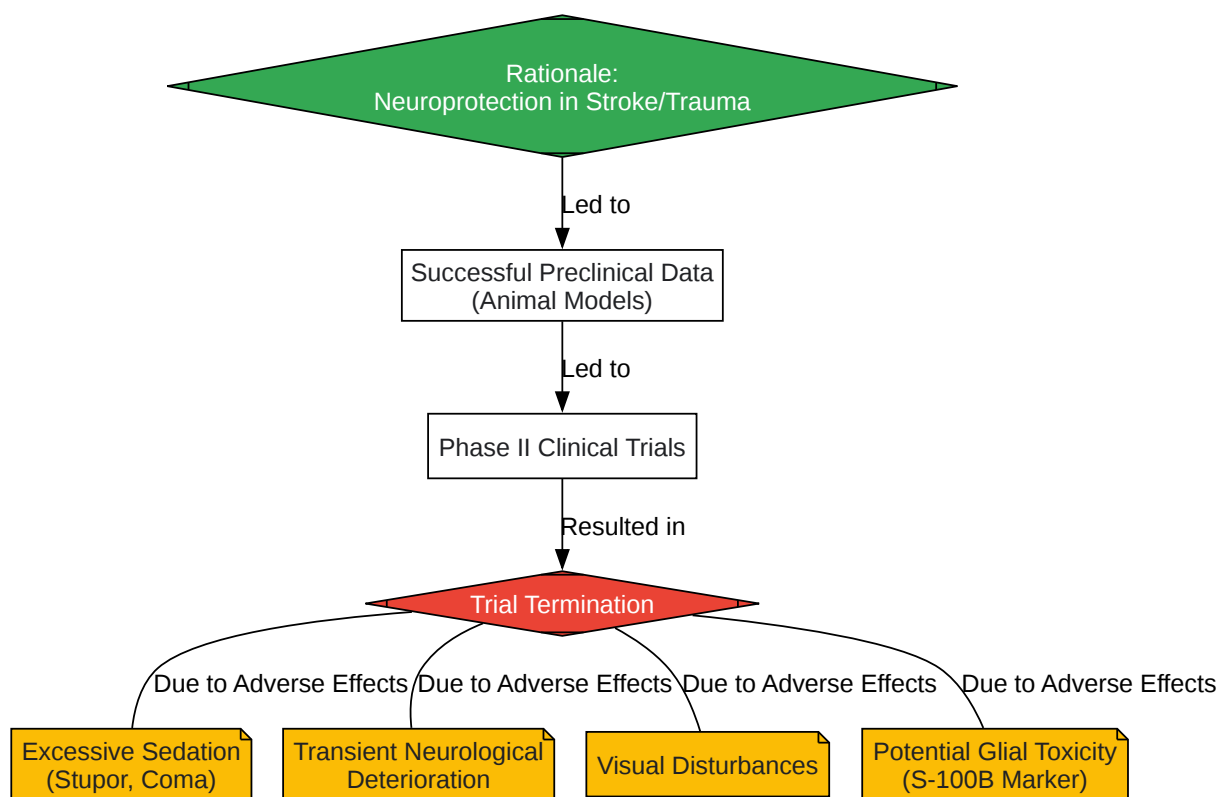 Rationale:
Neuroprotection in Stroke/Trauma
Led to
Successful Preclinical Data
(Animal Models)
Led to
Phase II Clinical Trials
Resulted in
Trial Termination
Due to Adverse Effects
Due to Adverse Effects
Due to Adverse Effects
Due to Adverse Effects
Excessive Sedation
(Stupor, Coma)
Transient Neurological
Deterioration
Visual Disturbances
Potential Glial Toxicity
(S-100B Marker)